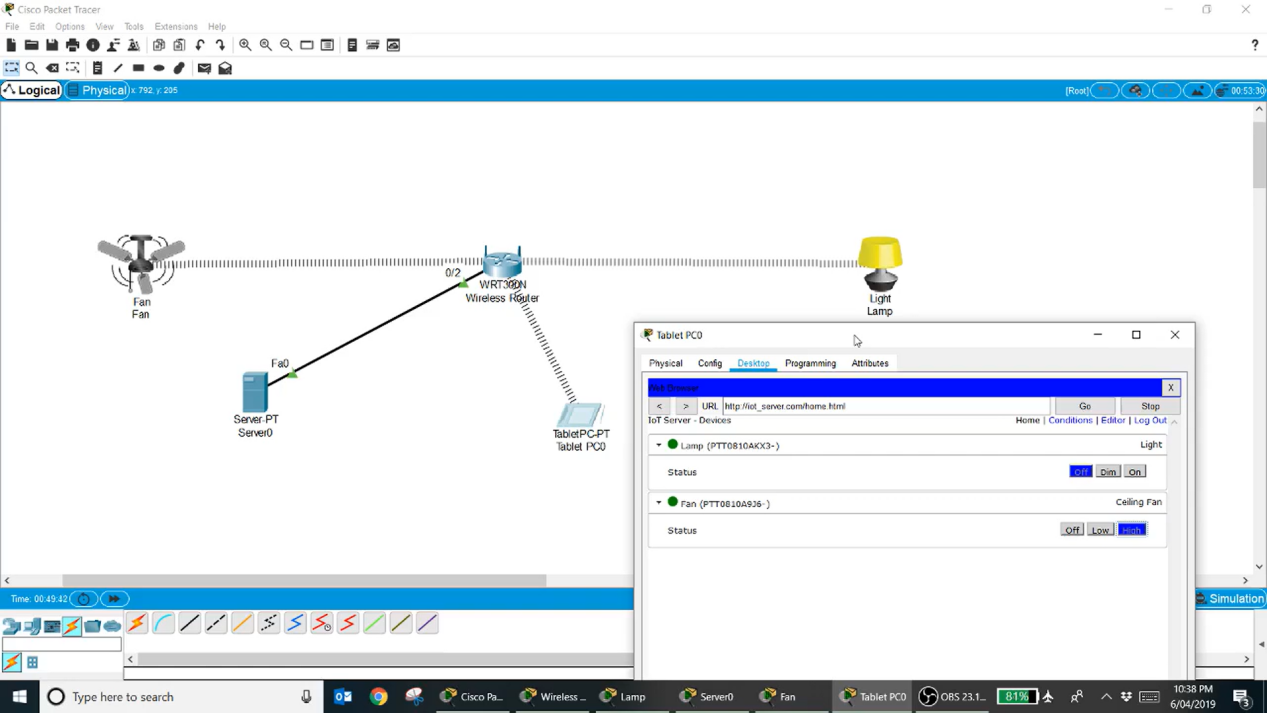 Cisco Packet Tracer
File Edit Options View Tools Extensions Help
?
Logical Physical x: 792, y: 205 [Root] 00:53:30
Fan
Fan
0/2
WRT300N
Wireless Router
Light
Lamp
Fa0
Server-PT
Server0
TabletPC-PT
Tablet PC0
Tablet PC0
Physical Config Desktop Programming Attributes
Web Browser X
< > URL http://iot_server.com/home.html Go Stop
IoT Server - Devices Home | Conditions | Editor | Log Out
Lamp (PTT0810AKX3-) Light
Status Off Dim On
Fan (PTT0810A9J6-) Ceiling Fan
Status Off Low High
Time: 00:49:42 Simulation
Type here to search Cisco Pa... Wireless ... Lamp Server0 Fan Tablet PC0 OBS 23.1... 81% 10:38 PM
6/04/2019
3